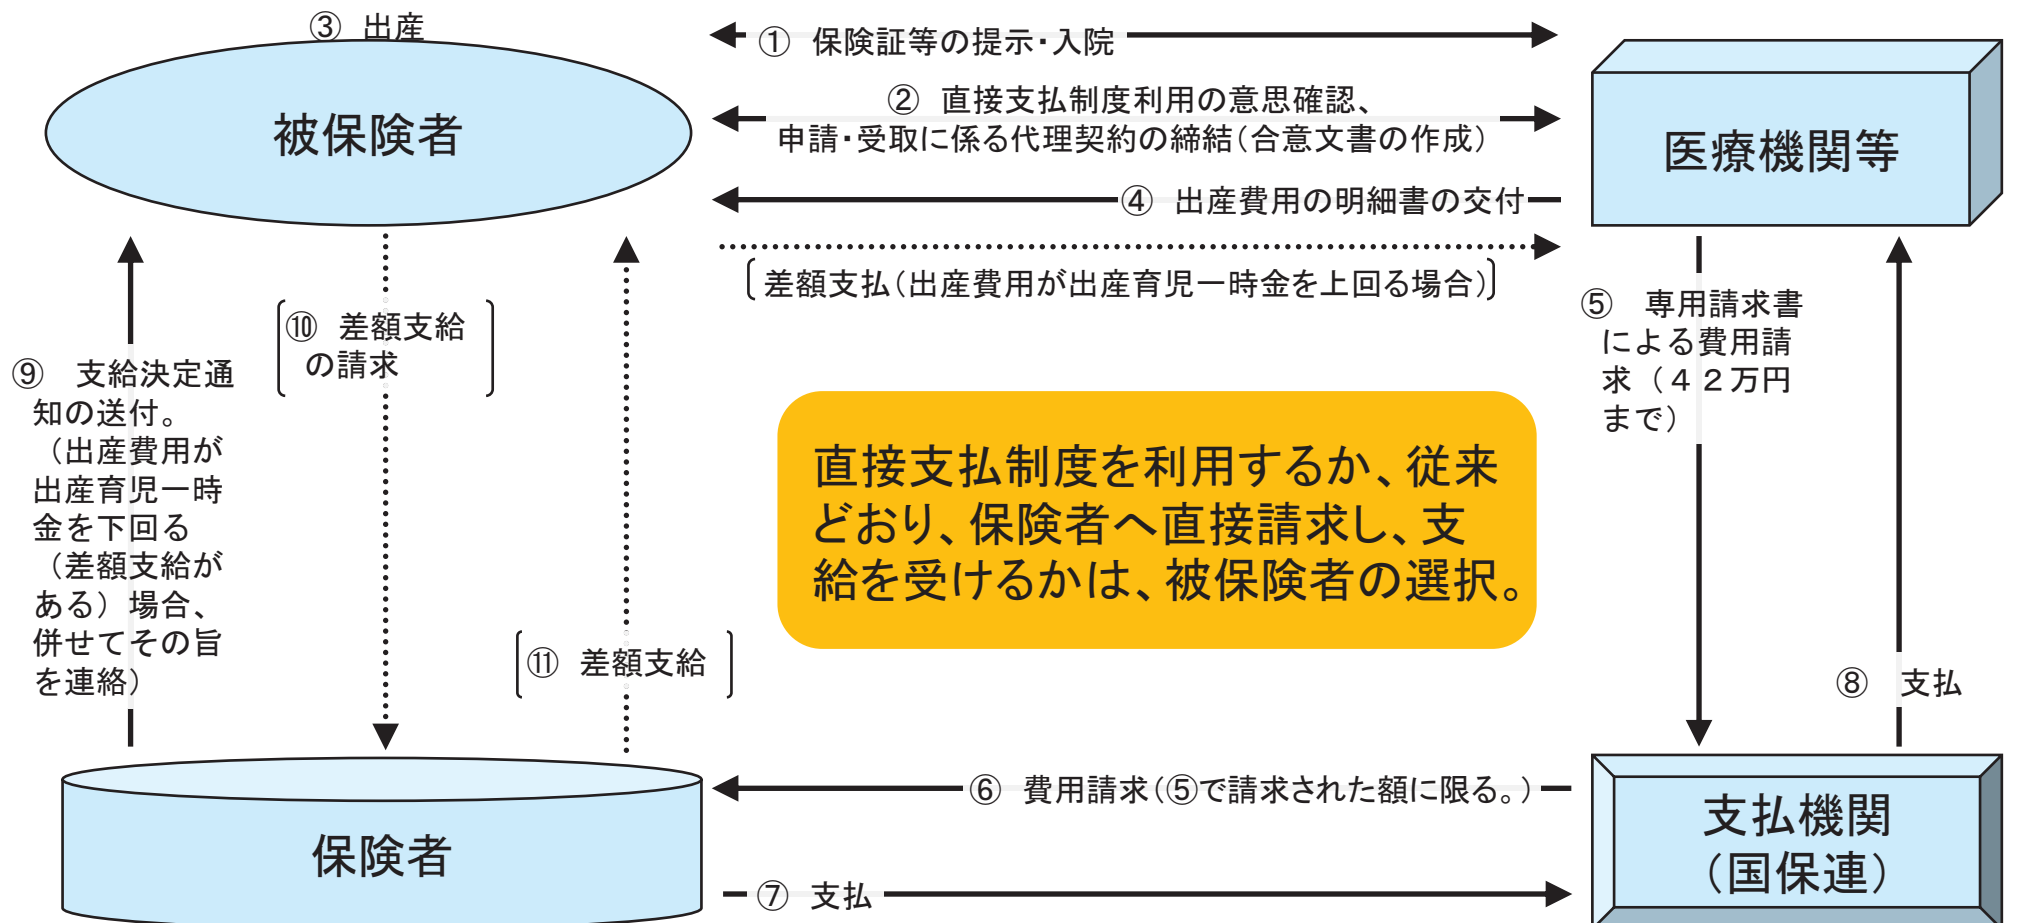 ③ 出産
① 保険証等の提示・入院
被保険者
② 直接支払制度利用の意思確認、
申請・受取に係る代理契約の締結(合意文書の作成)
医療機関等
④ 出産費用の明細書の交付
差額支払(出産費用が出産育児一時金を上回る場合)
⑩ 差額支給
の請求
⑤ 専用請求書
による費用請
求(42万円
まで)
⑨ 支給決定通
知の送付。
(出産費用が
出産育児一時
金を下回る
(差額支給が
ある)場合、
併せてその旨
を連絡)
直接支払制度を利用するか、従来
どおり、保険者へ直接請求し、支
給を受けるかは、被保険者の選択。
⑪ 差額支給
⑧ 支払
⑥ 費用請求(⑤で請求された額に限る。)
保険者
支払機関
(国保連)
⑦ 支払